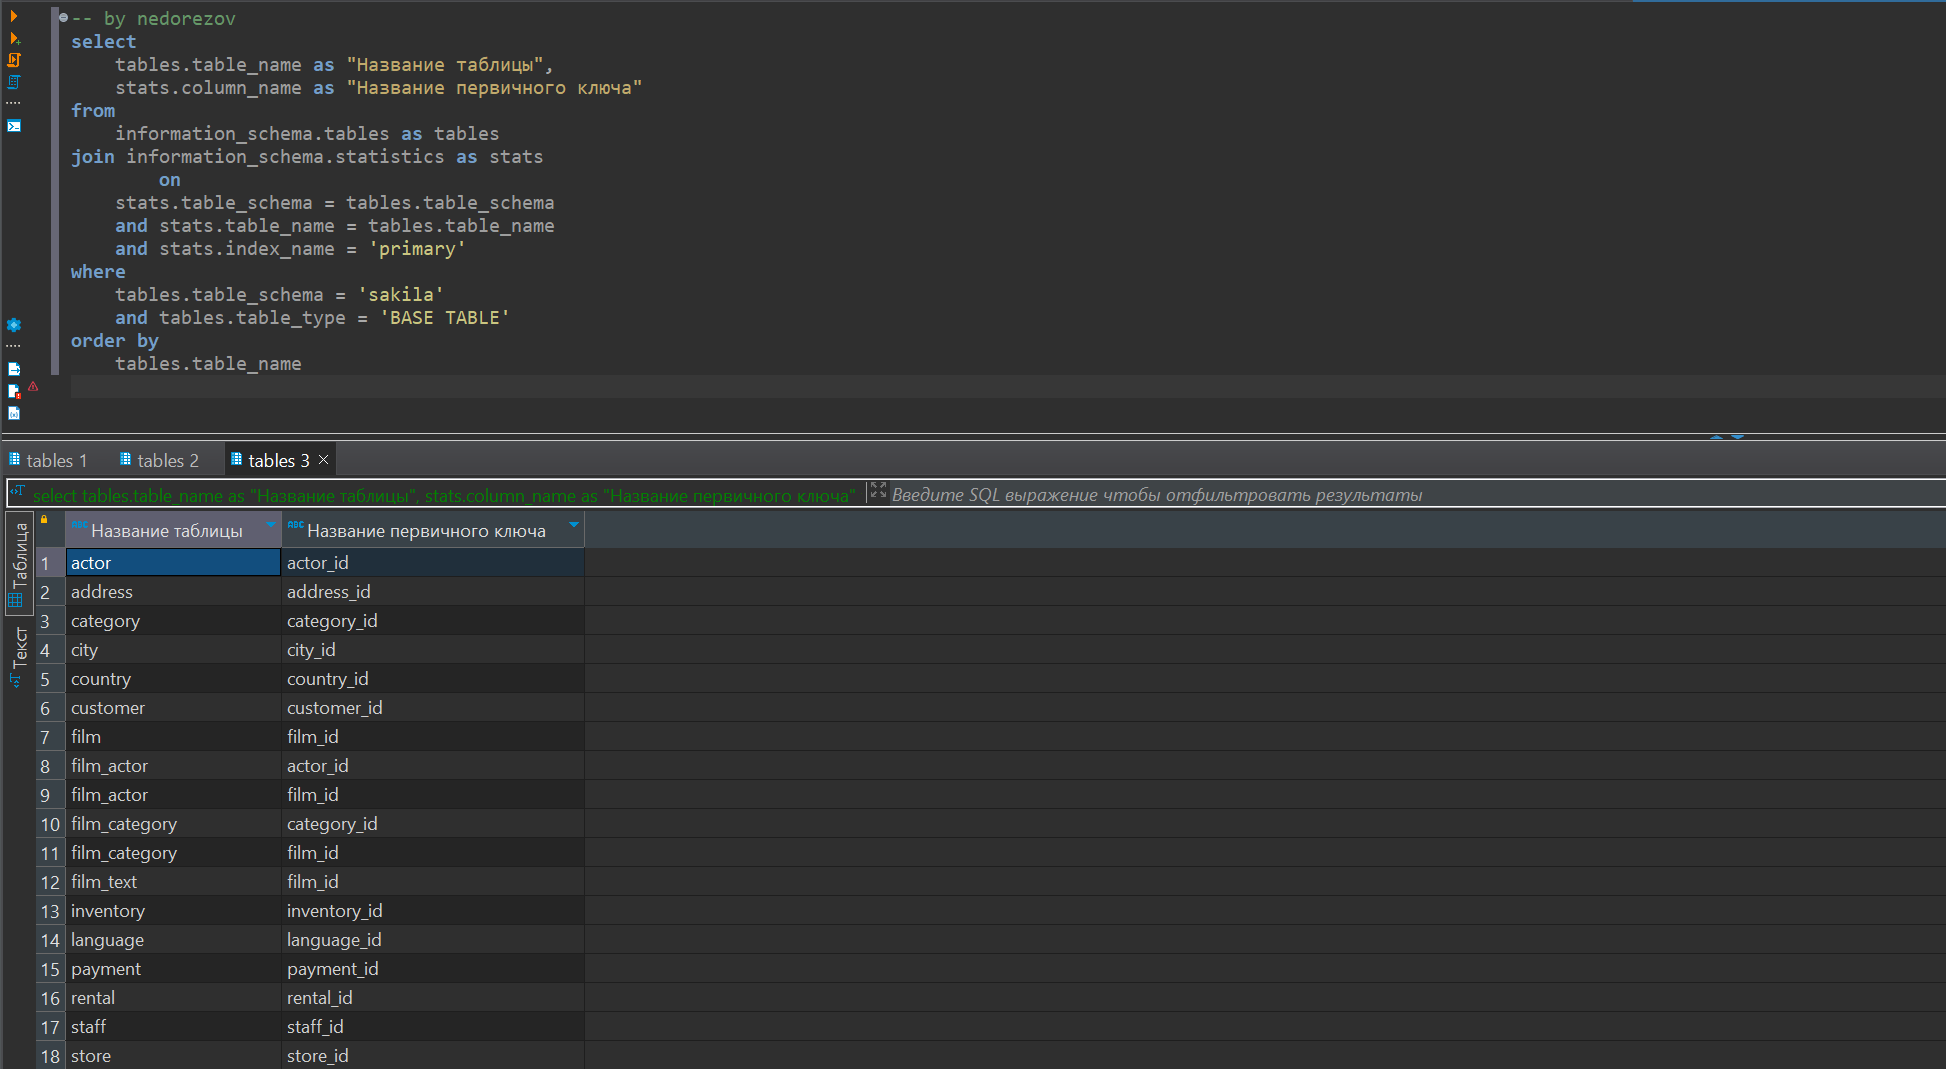 -- by nedorezov
select
tables.table_name as "Название таблицы",
stats.column_name as "Название первичного ключа"
from
information_schema.tables as tables
join information_schema.statistics as stats
on
stats.table_schema = tables.table_schema
and stats.table_name = tables.table_name
and stats.index_name = 'primary'
where
tables.table_schema = 'sakila'
and tables.table_type = 'BASE TABLE'
order by
tables.table_name
tables 1 tables 2 tables 3
select tables.table_name as "Название таблицы", stats.column_name as "Название первичного ключа" Введите SQL выражение чтобы отфильтровать результаты
Таблица
Текст
ABC Название таблицы ABC Название первичного ключа
1 actor actor_id
2 address address_id
3 category category_id
4 city city_id
5 country country_id
6 customer customer_id
7 film film_id
8 film_actor actor_id
9 film_actor film_id
10 film_category category_id
11 film_category film_id
12 film_text film_id
13 inventory inventory_id
14 language language_id
15 payment payment_id
16 rental rental_id
17 staff staff_id
18 store store_id